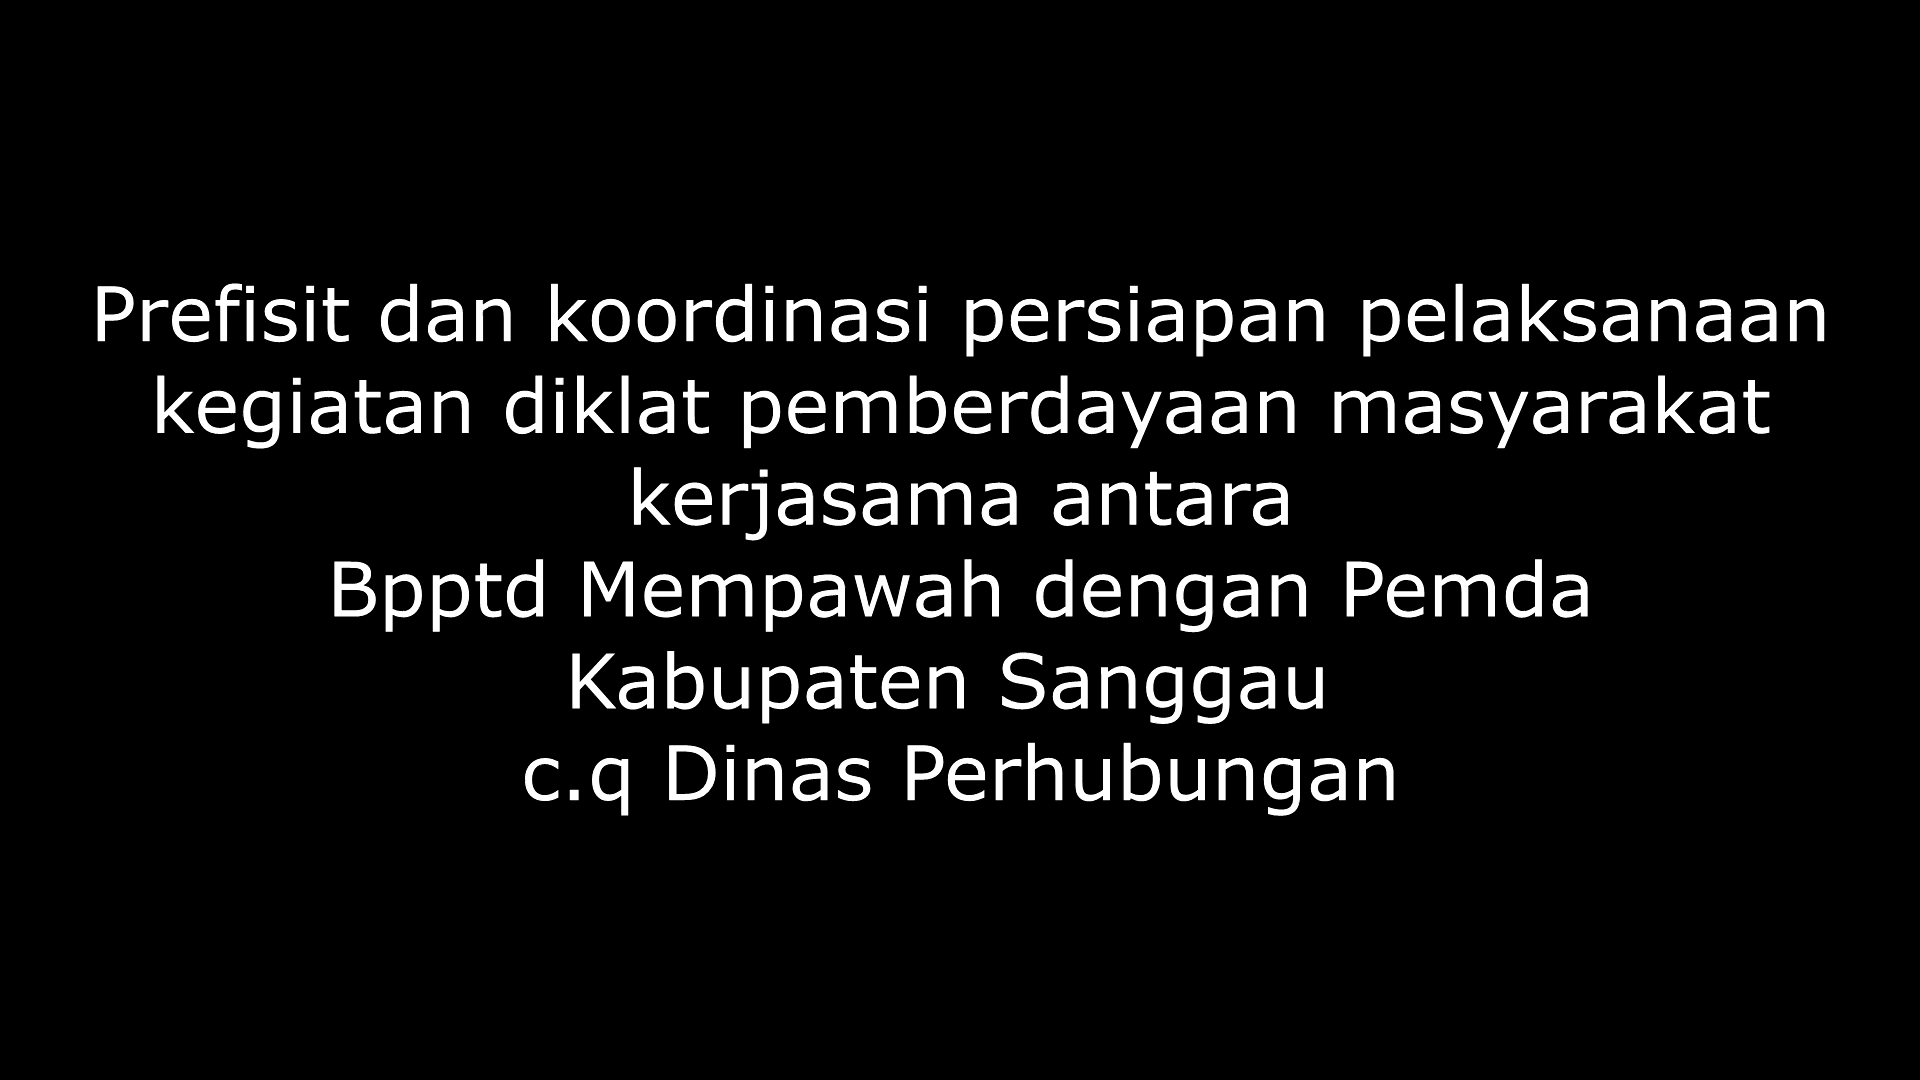 Prefisit dan koordinasi persiapan pelaksanaan
kegiatan diklat pemberdayaan masyarakat
kerjasama antara
Bpptd Mempawah dengan Pemda
Kabupaten Sanggau
c.q Dinas Perhubungan